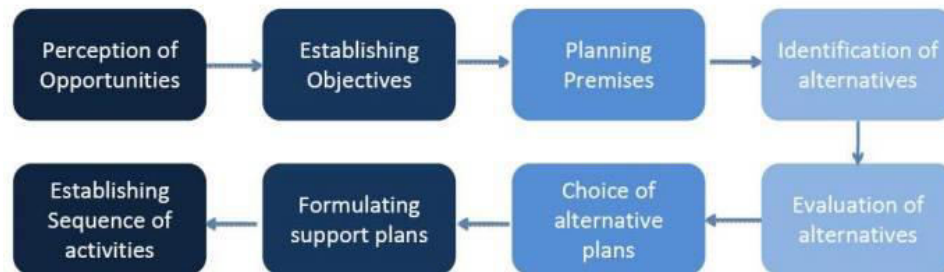 Perception of
Opportunities
Establishing
Objectives
Planning
Premises
Identification of
alternatives
Evaluation of
alternatives
Choice of
alternative
plans
Formulating
support plans
Establishing
Sequence of
activities